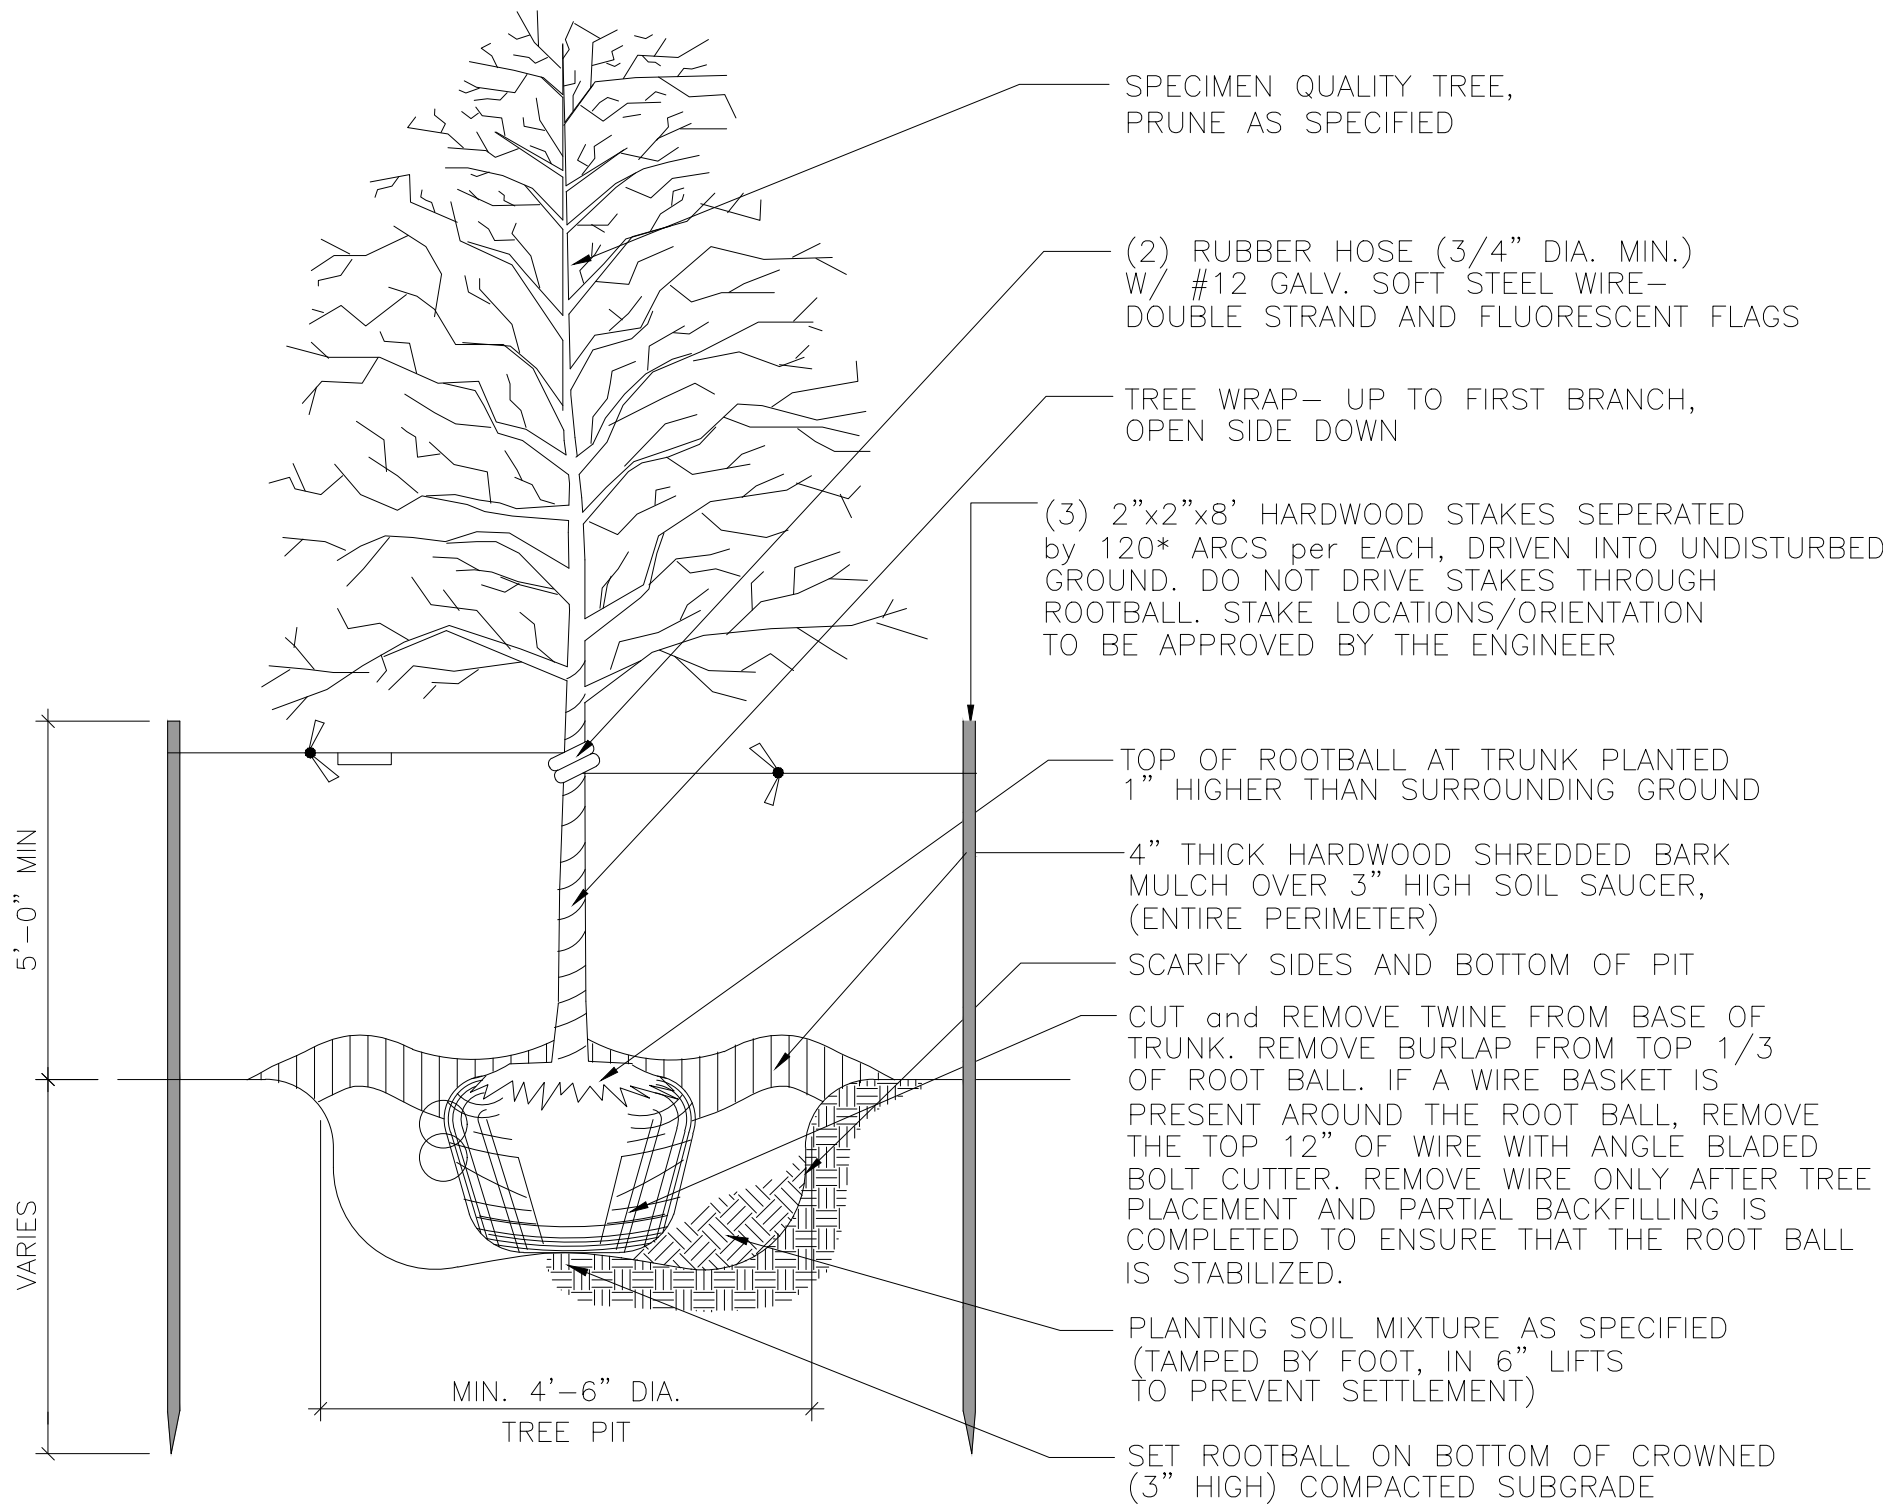 SPECIMEN QUALITY TREE,
PRUNE AS SPECIFIED
(2) RUBBER HOSE (3/4" DIA. MIN.)
W/ #12 GALV. SOFT STEEL WIRE-
DOUBLE STRAND AND FLUORESCENT FLAGS
TREE WRAP- UP TO FIRST BRANCH,
OPEN SIDE DOWN
(3) 2"x2"x8' HARDWOOD STAKES SEPERATED
by 120* ARCS per EACH, DRIVEN INTO UNDISTURBED
GROUND. DO NOT DRIVE STAKES THROUGH
ROOTBALL. STAKE LOCATIONS/ORIENTATION
TO BE APPROVED BY THE ENGINEER
TOP OF ROOTBALL AT TRUNK PLANTED
1" HIGHER THAN SURROUNDING GROUND
4" THICK HARDWOOD SHREDDED BARK
MULCH OVER 3" HIGH SOIL SAUCER,
(ENTIRE PERIMETER)
SCARIFY SIDES AND BOTTOM OF PIT
CUT and REMOVE TWINE FROM BASE OF
TRUNK. REMOVE BURLAP FROM TOP 1/3
OF ROOT BALL. IF A WIRE BASKET IS
PRESENT AROUND THE ROOT BALL, REMOVE
THE TOP 12" OF WIRE WITH ANGLE BLADED
BOLT CUTTER. REMOVE WIRE ONLY AFTER TREE
PLACEMENT AND PARTIAL BACKFILLING IS
COMPLETED TO ENSURE THAT THE ROOT BALL
IS STABILIZED.
PLANTING SOIL MIXTURE AS SPECIFIED
(TAMPED BY FOOT, IN 6" LIFTS
TO PREVENT SETTLEMENT)
SET ROOTBALL ON BOTTOM OF CROWNED
(3" HIGH) COMPACTED SUBGRADE
5'-0" MIN
VARIES
MIN. 4'-6" DIA.
TREE PIT